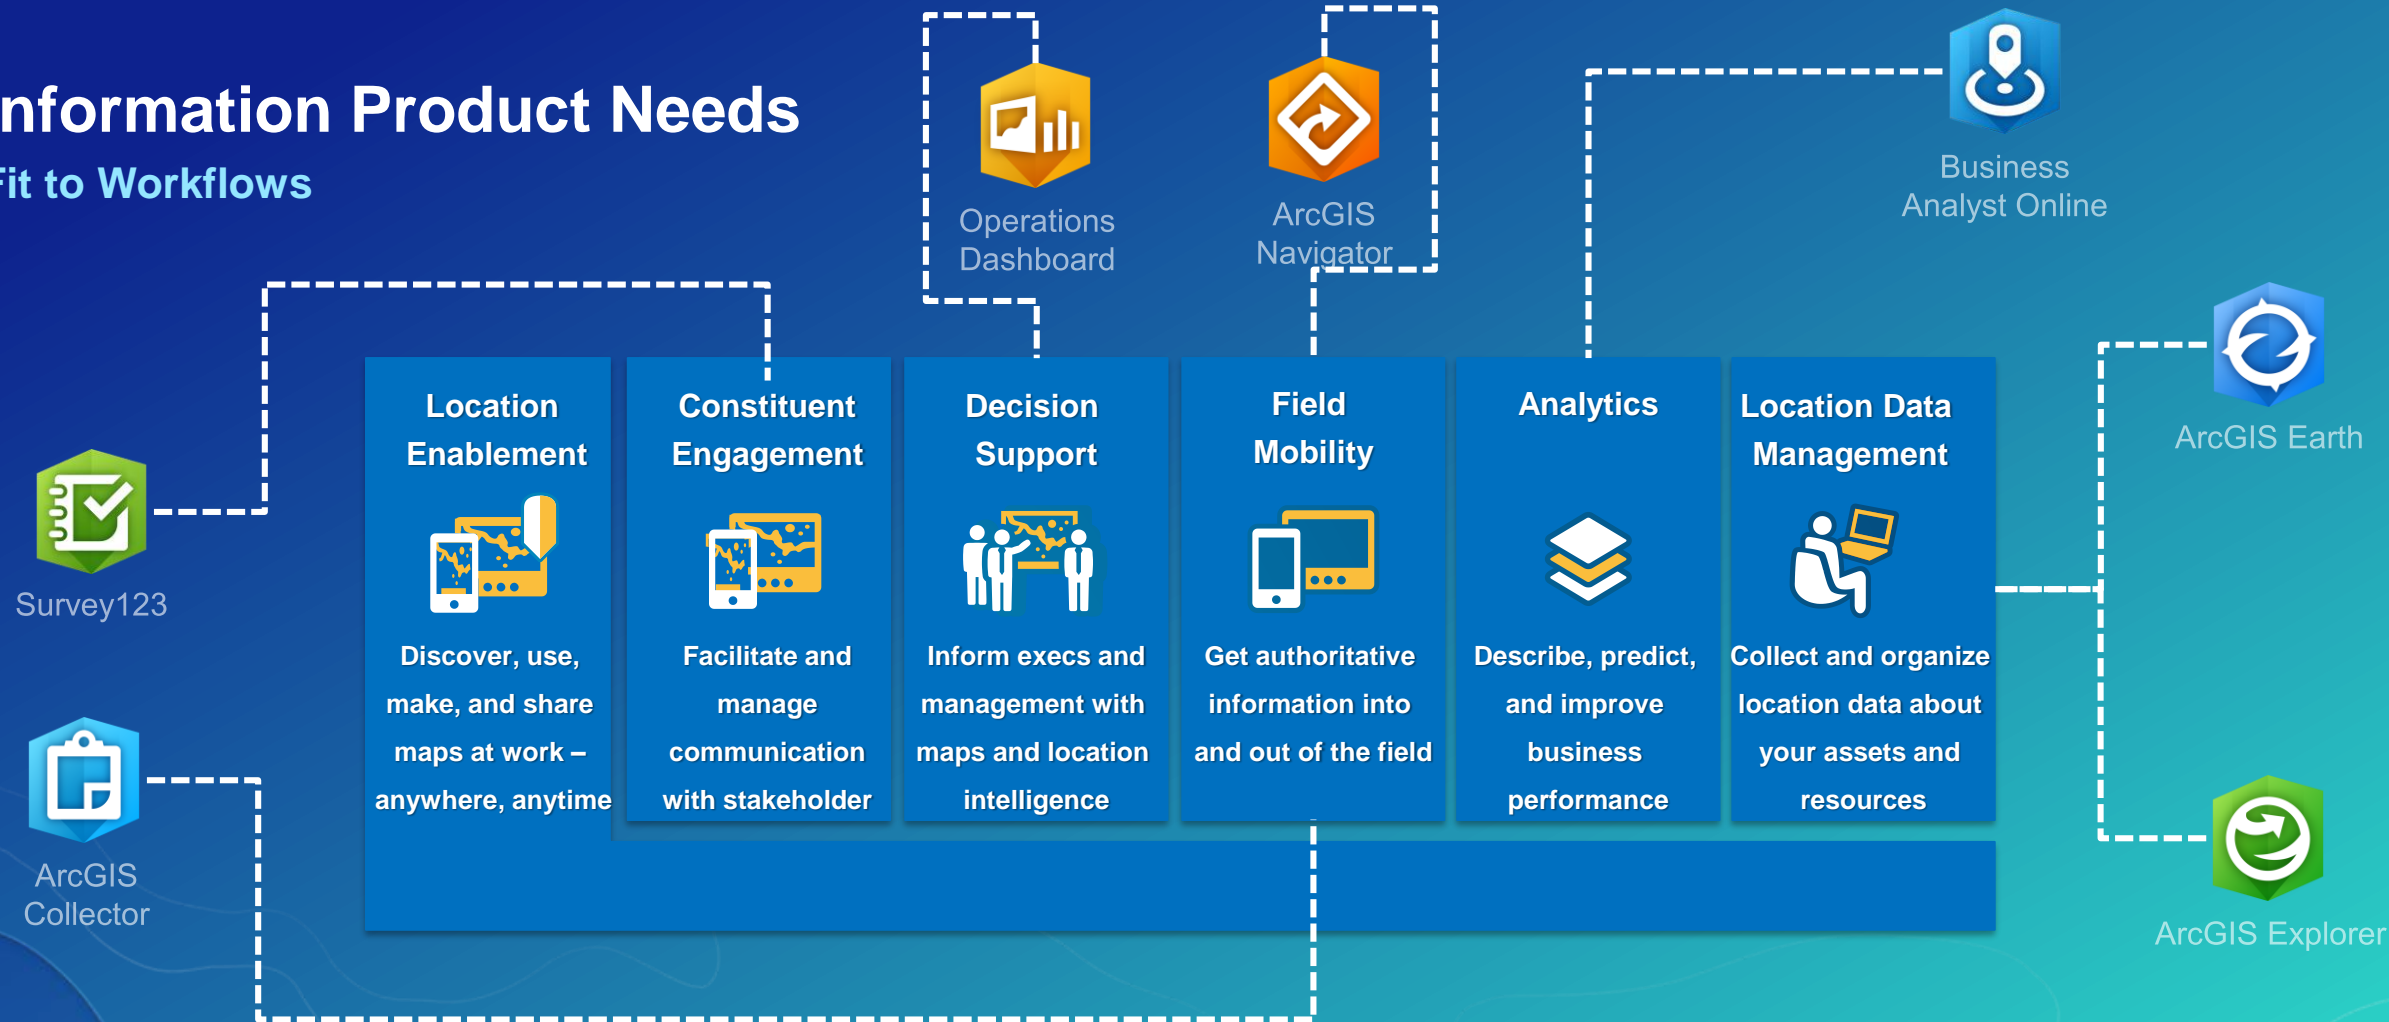 nformation Product Needs
Fit to Workflows
Operations
Dashboard
ArcGIS
Navigator
Business
Analyst Online
Survey123
ArcGIS
Collector
ArcGIS Earth
ArcGIS Explorer
Location
Enablement
Discover, use,
make, and share
maps at work –
anywhere, anytime
Constituent
Engagement
Facilitate and
manage
communication
with stakeholder
Decision
Support
Inform execs and
management with
maps and location
intelligence
Field
Mobility
Get authoritative
information into
and out of the field
Analytics
Describe, predict,
and improve
business
performance
Location Data
Management
Collect and organize
location data about
your assets and
resources